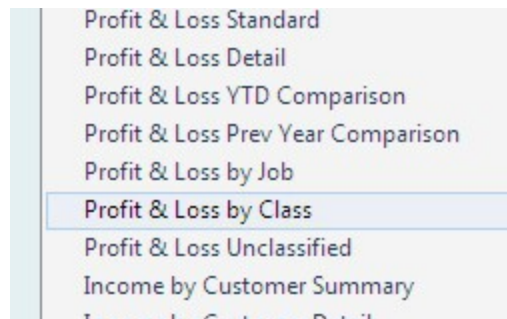 Profit & Loss Standard
Profit & Loss Detail
Profit & Loss YTD Comparison
Profit & Loss Prev Year Comparison
Profit & Loss by Job
Profit & Loss by Class
Profit & Loss Unclassified
Income by Customer Summary